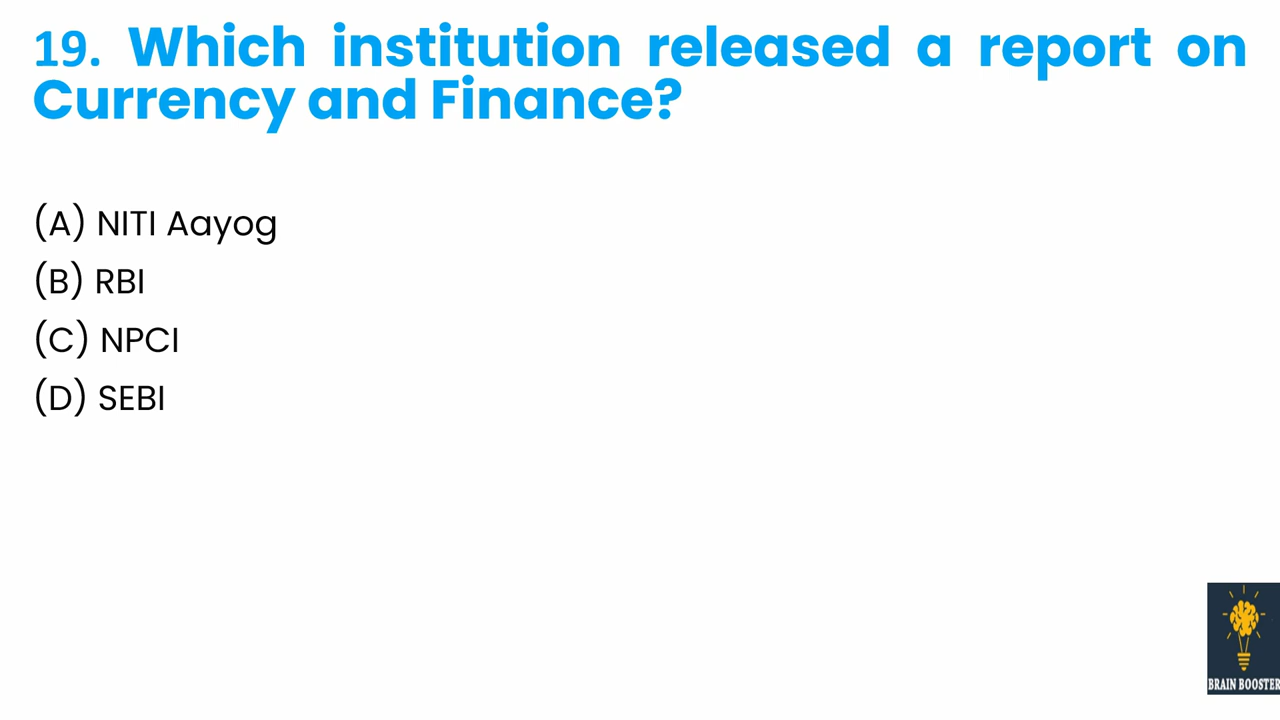 19. Which institution released a report on
Currency and Finance?
(A) NITI Aayog
(B) RBI
(C) NPCI
(D) SEBI
BRAIN BOOSTER